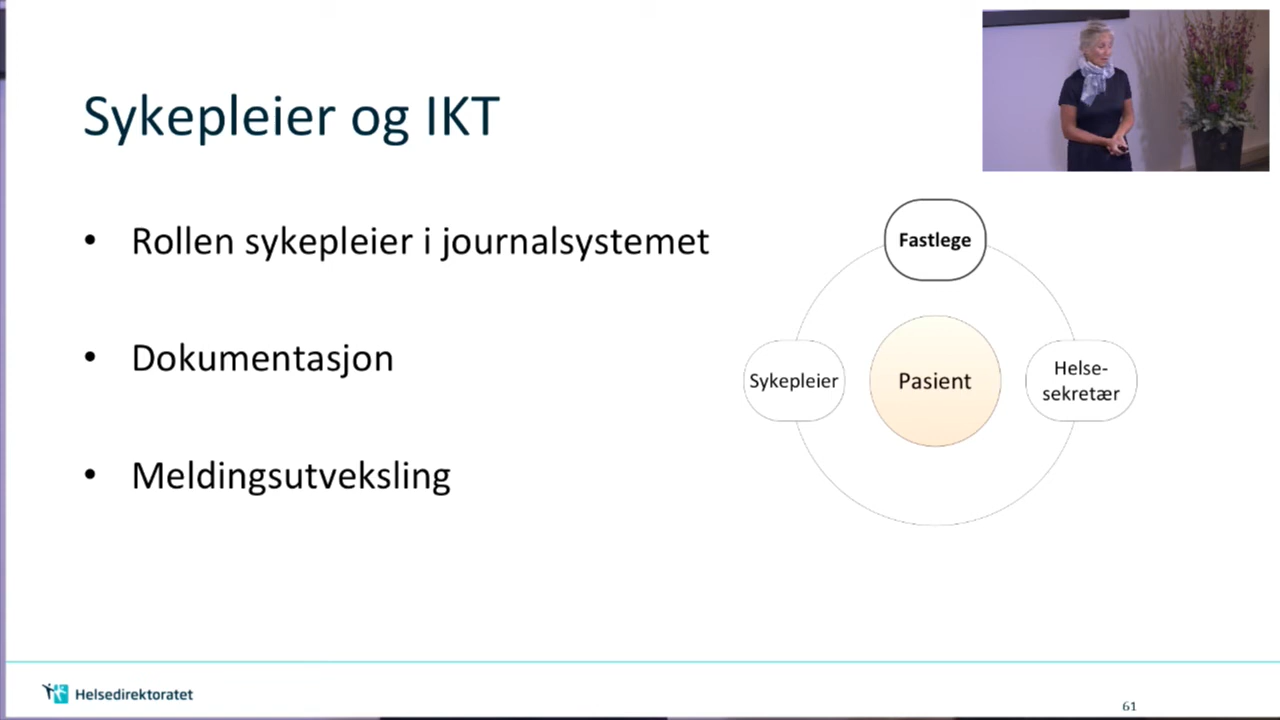 Sykepleier og IKT
• Rollen sykepleier i journalsystemet
• Dokumentasjon
• Meldingsutveksling
Fastlege
Sykepleier
Pasient
Helse-
sekretær
Helsedirektoratet
61